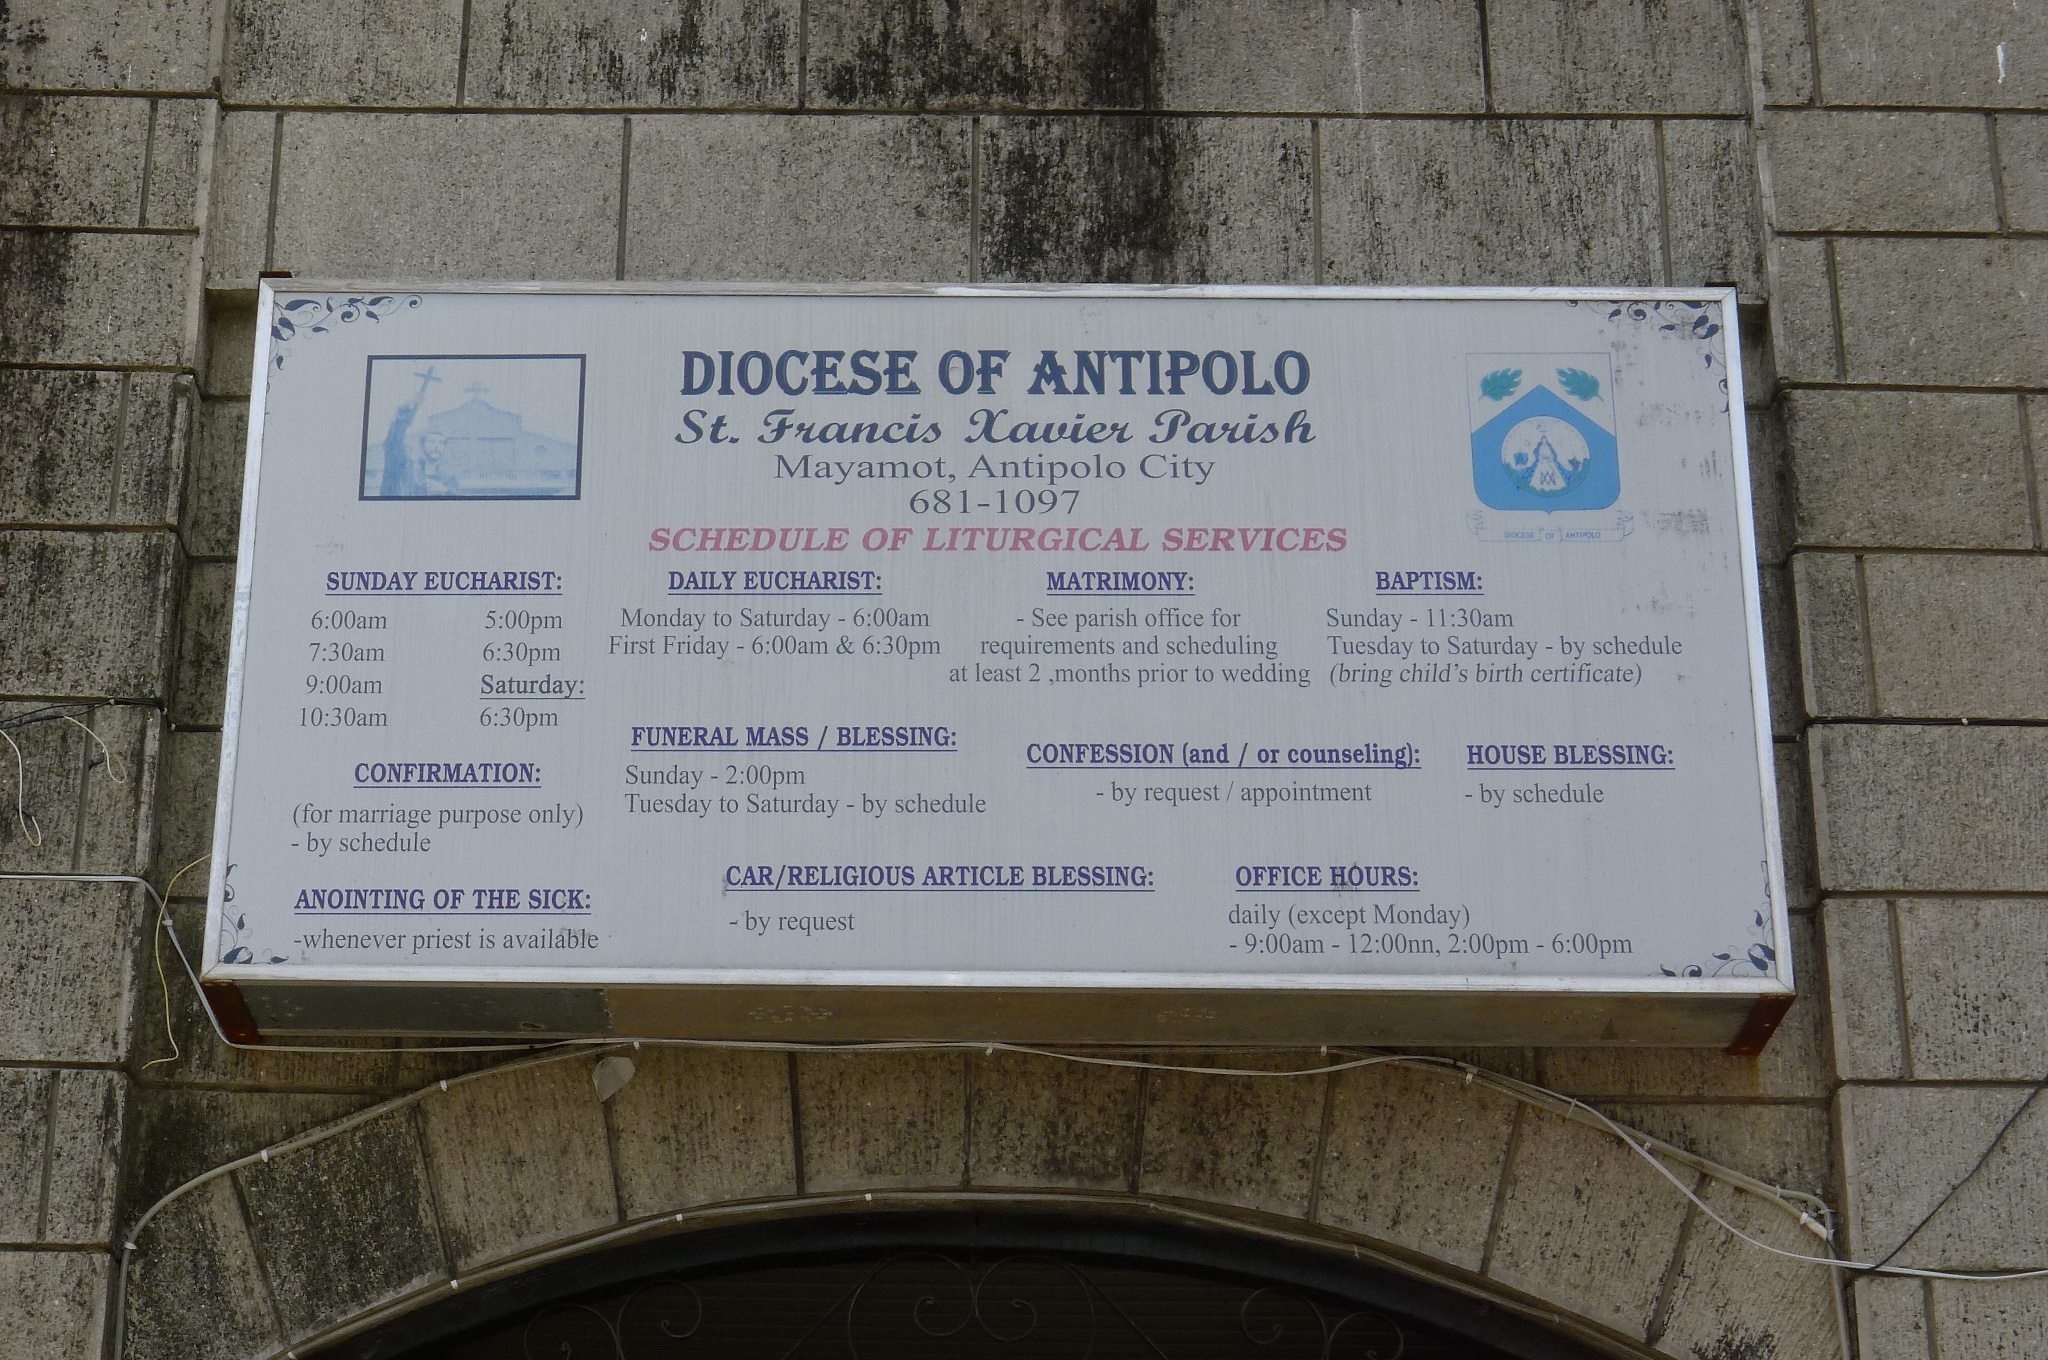 DIOCESE OF ANTIPOLO
St. Francis Xavier Parish
Mayamot, Antipolo City
681-1097
DIOCESE OF ANTIPOLO
SCHEDULE OF LITURGICAL SERVICES
SUNDAY EUCHARIST:
6:00am 5:00pm
7:30am 6:30pm
9:00am Saturday:
10:30am 6:30pm
DAILY EUCHARIST:
Monday to Saturday - 6:00am
First Friday - 6:00am & 6:30pm
MATRIMONY:
- See parish office for
requirements and scheduling
at least 2 ,months prior to wedding
BAPTISM:
Sunday - 11:30am
Tuesday to Saturday - by schedule
(bring child's birth certificate)
CONFIRMATION:
(for marriage purpose only)
- by schedule
FUNERAL MASS / BLESSING:
Sunday - 2:00pm
Tuesday to Saturday - by schedule
CONFESSION (and / or counseling):
- by request / appointment
HOUSE BLESSING:
- by schedule
ANOINTING OF THE SICK:
-whenever priest is available
CAR/RELIGIOUS ARTICLE BLESSING:
- by request
OFFICE HOURS:
daily (except Monday)
- 9:00am - 12:00nn, 2:00pm - 6:00pm